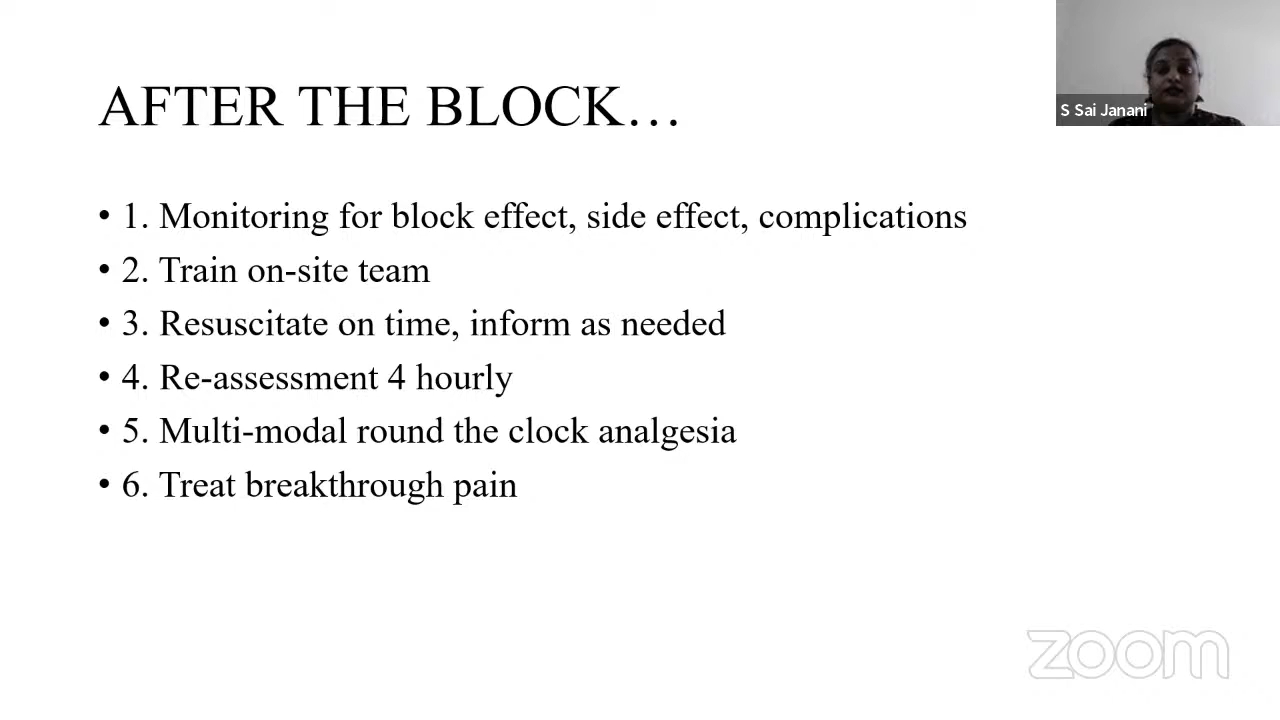 AFTER THE BLOCK…
• 1. Monitoring for block effect, side effect, complications
• 2. Train on-site team
• 3. Resuscitate on time, inform as needed
• 4. Re-assessment 4 hourly
• 5. Multi-modal round the clock analgesia
• 6. Treat breakthrough pain
S Sai Janani
zoom